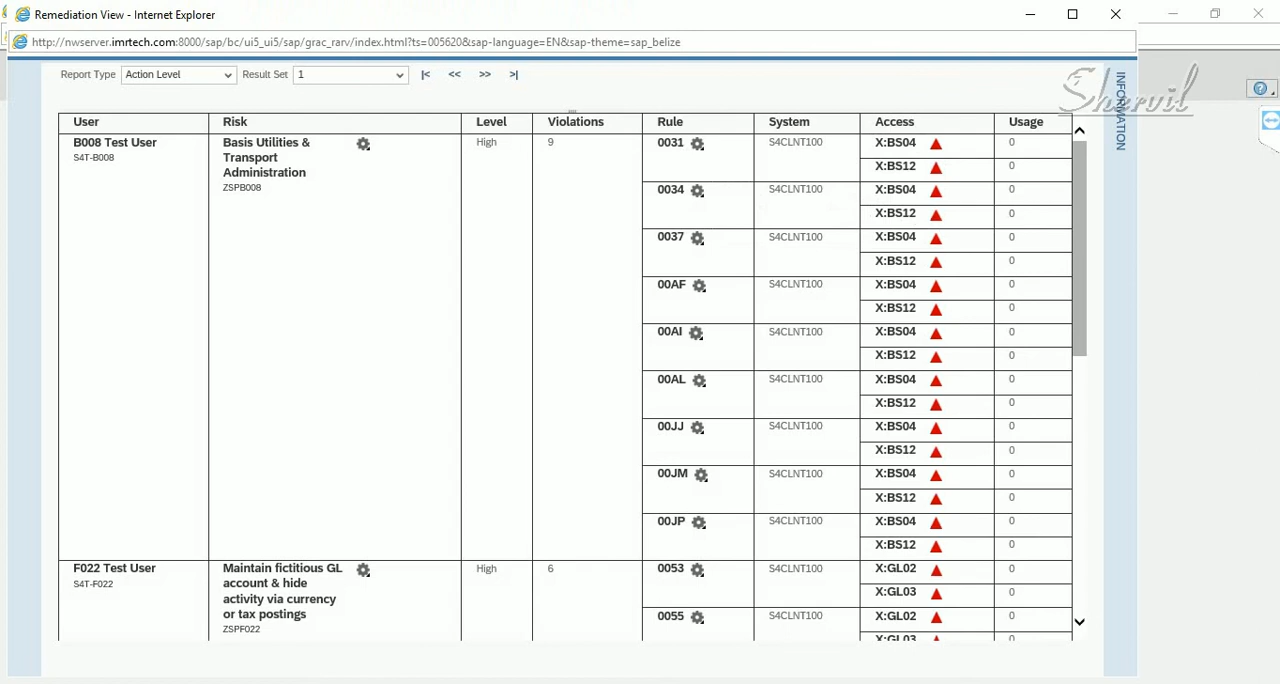 Remediation View - Internet Explorer
http://nwserver.imrtech.com:8000/sap/bc/ui5_ui5/sap/grac_rarv/index.html?ts=005620&sap-language=EN&sap-theme=sap_belize
Report Type Action Level Result Set 1 |< << >> >|
Shervil
INFORMATION
User Risk Level Violations Rule System Access Usage
B008 Test User Basis Utilities & High 9 0031 S4CLNT100 X:BS04 0
S4T-B008 Transport
X:BS12 0
Administration
ZSPB008 0034 S4CLNT100 X:BS04 0
X:BS12 0
0037 S4CLNT100 X:BS04 0
X:BS12 0
00AF S4CLNT100 X:BS04 0
X:BS12 0
00AI S4CLNT100 X:BS04 0
X:BS12 0
00AL S4CLNT100 X:BS04 0
X:BS12 0
00JJ S4CLNT100 X:BS04 0
X:BS12 0
00JM S4CLNT100 X:BS04 0
X:BS12 0
00JP S4CLNT100 X:BS04 0
X:BS12 0
F022 Test User Maintain fictitious GL High 6 0053 S4CLNT100 X:GL02 0
S4T-F022 account & hide
activity via currency X:GL03 0
or tax postings 0055 S4CLNT100 X:GL02 0
ZSPF022
X:GL03 0